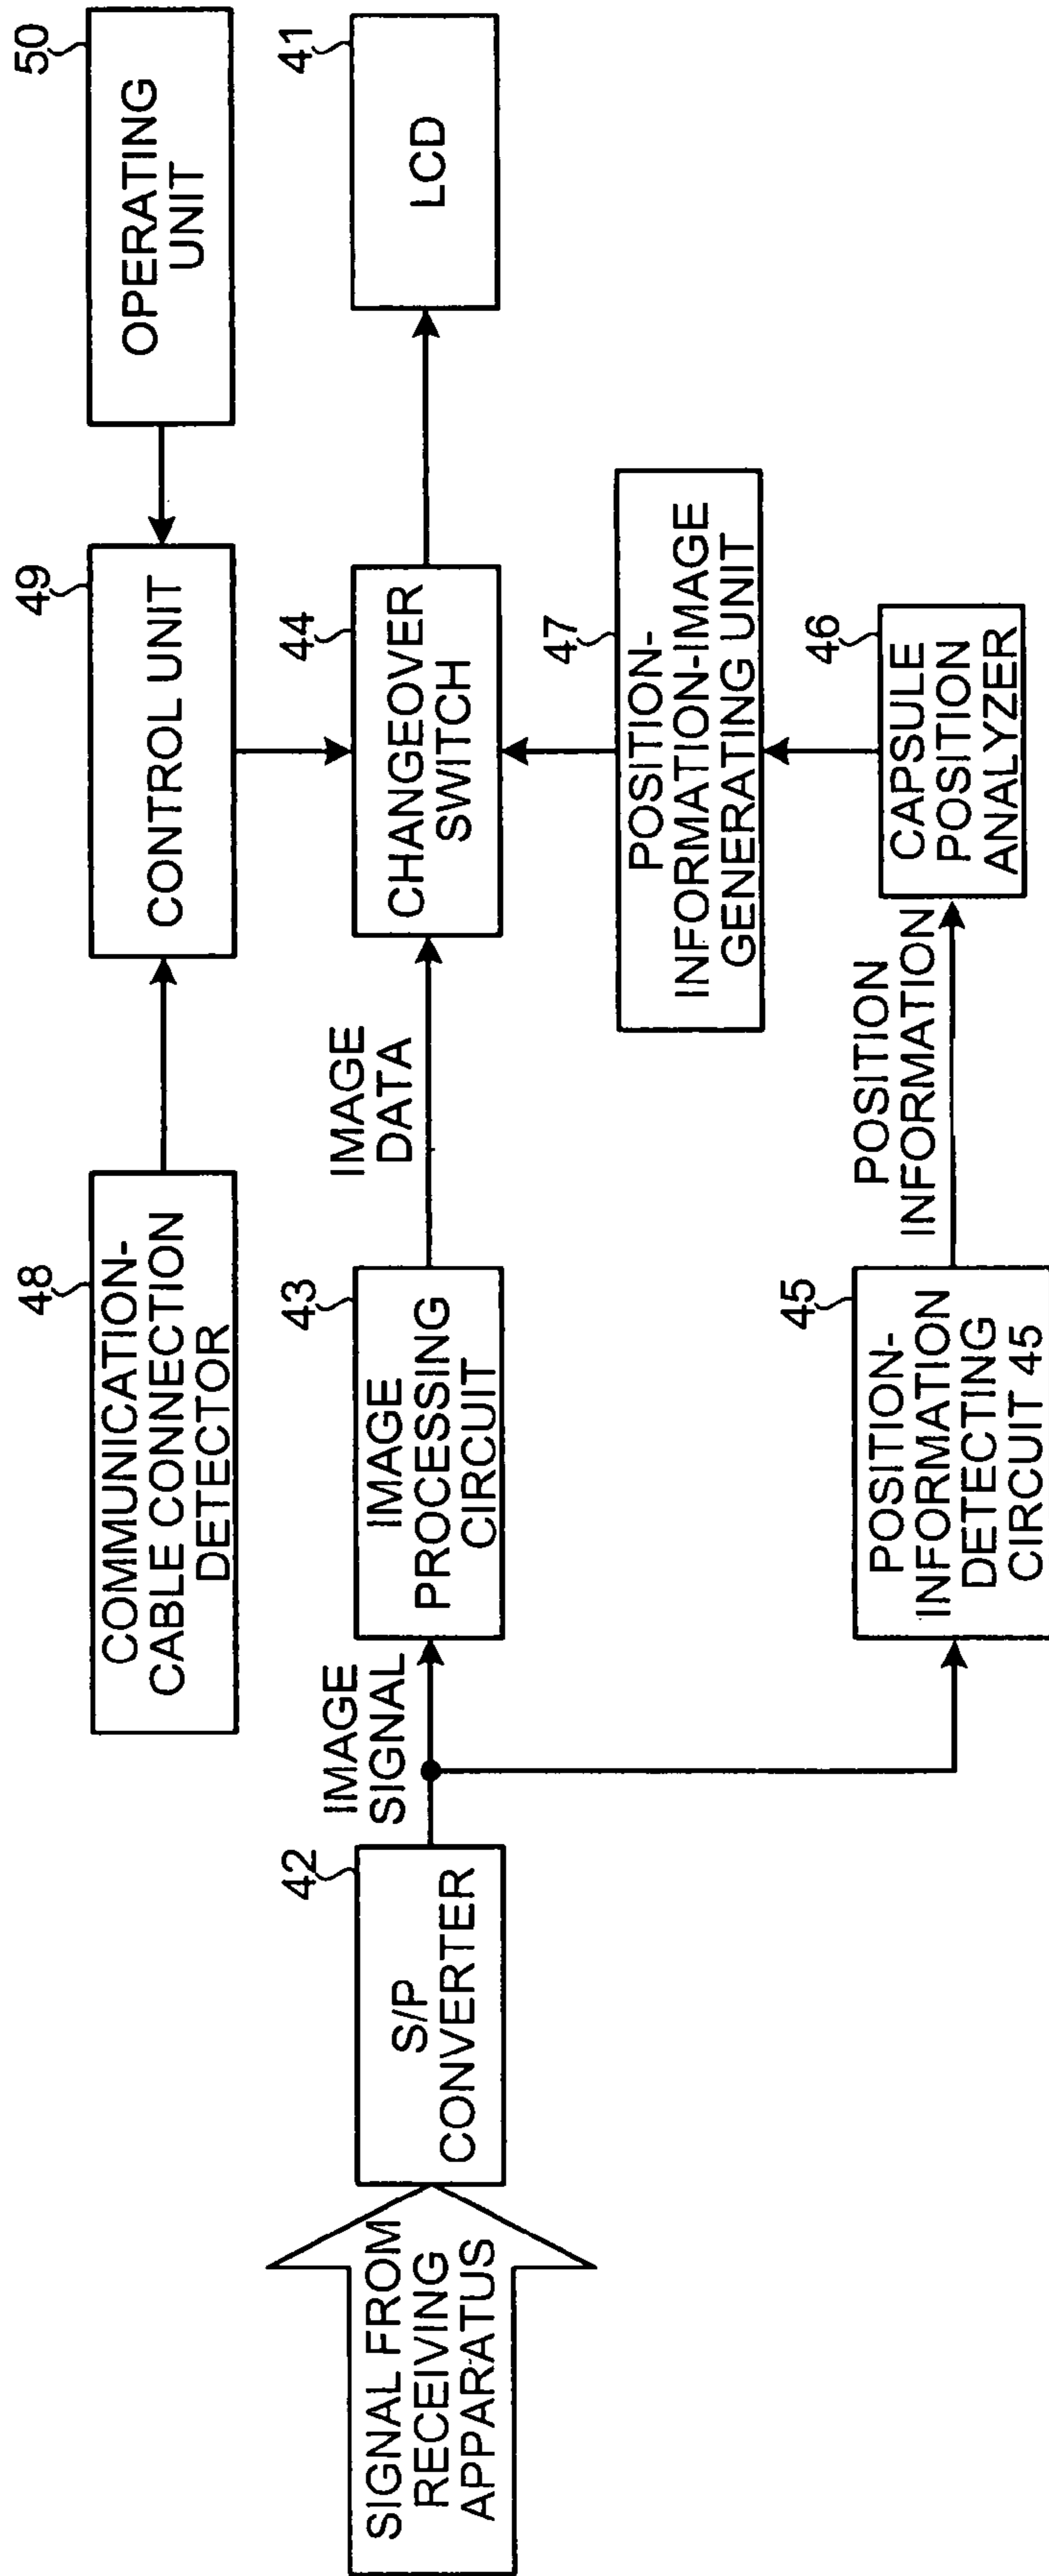 48
COMMUNICATION-
CABLE CONNECTION
DETECTOR
49
CONTROL UNIT
50
OPERATING
UNIT
SIGNAL FROM
RECEIVING
APPARATUS
42
S/P
CONVERTER
IMAGE
SIGNAL
43
IMAGE
PROCESSING
CIRCUIT
IMAGE
DATA
44
CHANGEOVER
SWITCH
41
LCD
47
POSITION-
INFORMATION-IMAGE
GENERATING UNIT
45
POSITION-
INFORMATION
DETECTING
CIRCUIT 45
POSITION
INFORMATION
46
CAPSULE
POSITION
ANALYZER